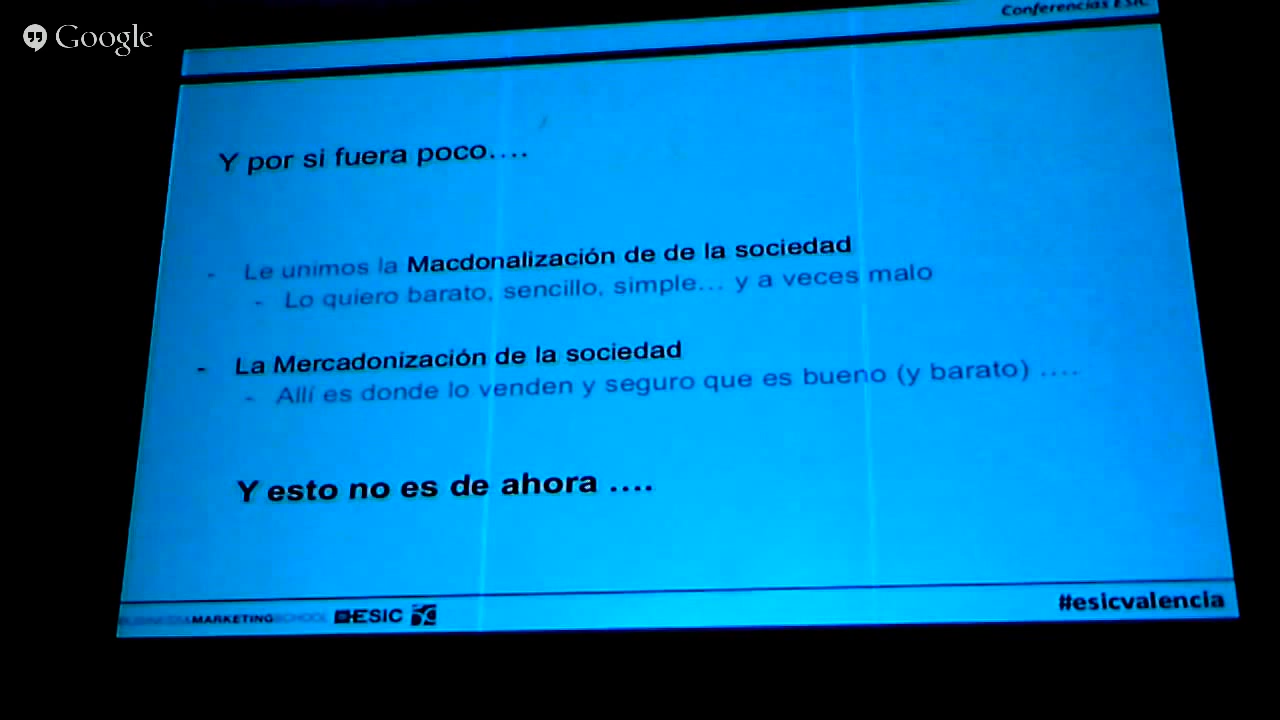 Google
Conferencias ESIC
Y por si fuera poco....
- Le unimos la Macdonalización de de la sociedad
- Lo quiero barato, sencillo, simple... y a veces malo
- La Mercadonización de la sociedad
- Allí es donde lo venden y seguro que es bueno (y barato) ....
Y esto no es de ahora ....
BUSINESS&MARKETINGSCHOOL ESIC
#esicvalencia